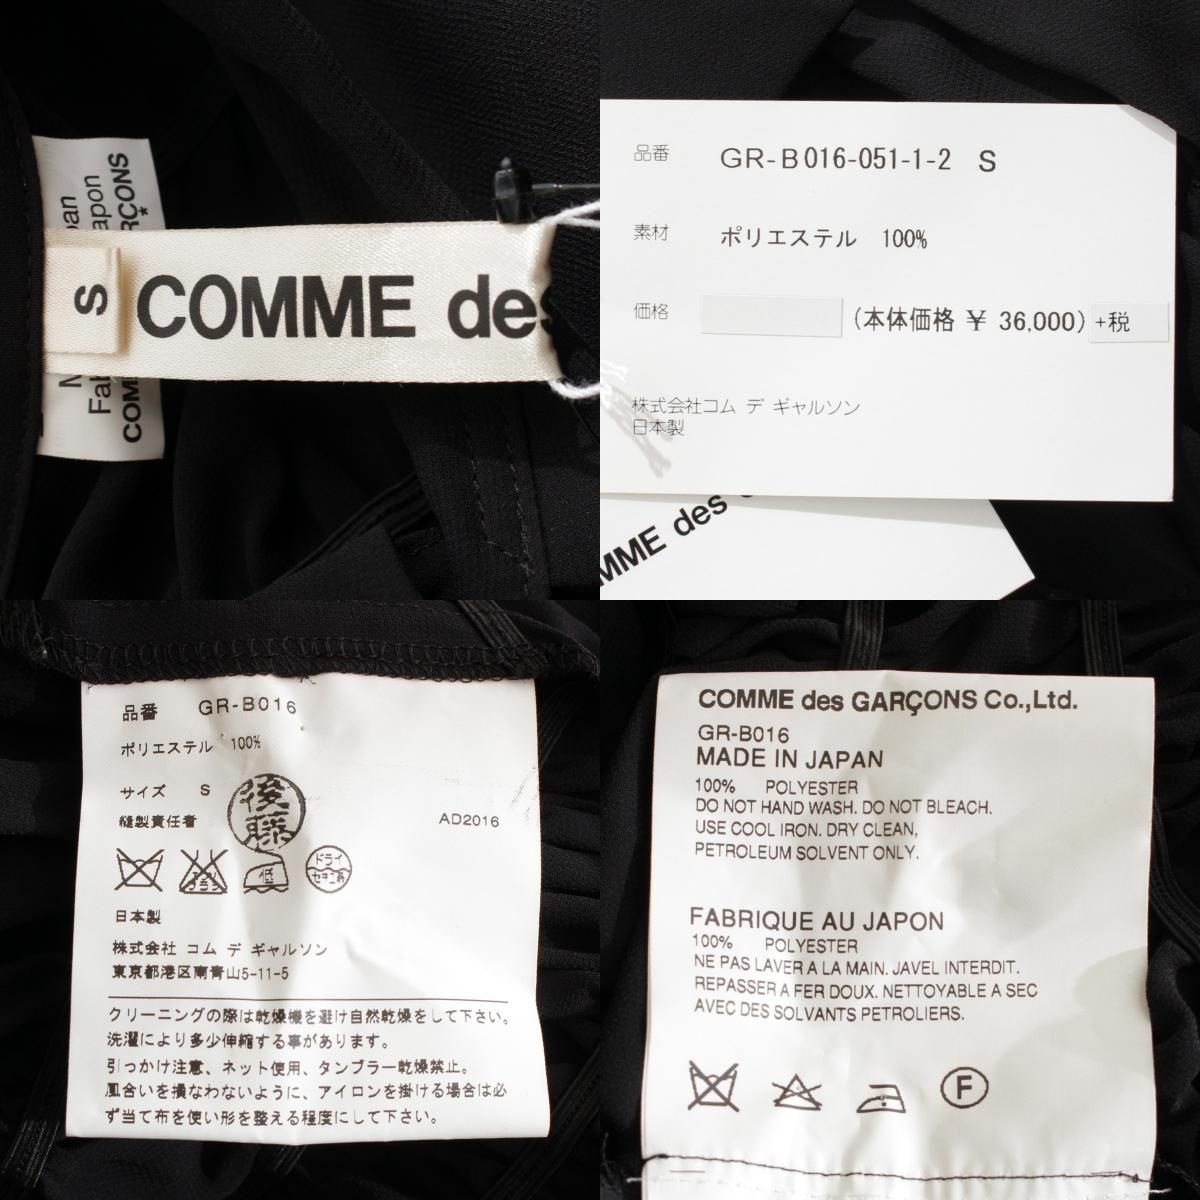 S
COMME des
apon
RÇONS
Fab
COM
品番 GR-B016-051-1-2 S
素材 ポリエステル 100%
価格 (本体価格 ¥ 36,000) +税
株式会社コム デ ギャルソン
日本製
MME des
品番 GR-B016
ポリエステル 100%
サイズ S
縫製責任者 後藤 AD2016
低 ドライ セキユ系
日本製
株式会社 コム デ ギャルソン
東京都港区南青山5-11-5
クリーニングの際は乾燥機を避け自然乾燥をして下さい。
洗濯により多少伸縮する事があります。
引っかけ注意、ネット使用、タンブラー乾燥禁止。
風合いを損なわないように、アイロンを掛ける場合は必
ず当て布を使い形を整える程度にして下さい。
COMME des GARÇONS Co.,Ltd.
GR-B016
MADE IN JAPAN
100% POLYESTER
DO NOT HAND WASH. DO NOT BLEACH.
USE COOL IRON. DRY CLEAN,
PETROLEUM SOLVENT ONLY.
FABRIQUE AU JAPON
100% POLYESTER
NE PAS LAVER A LA MAIN. JAVEL INTERDIT.
REPASSER A FER DOUX. NETTOYABLE A SEC
AVEC DES SOLVANTS PETROLIERS.
F